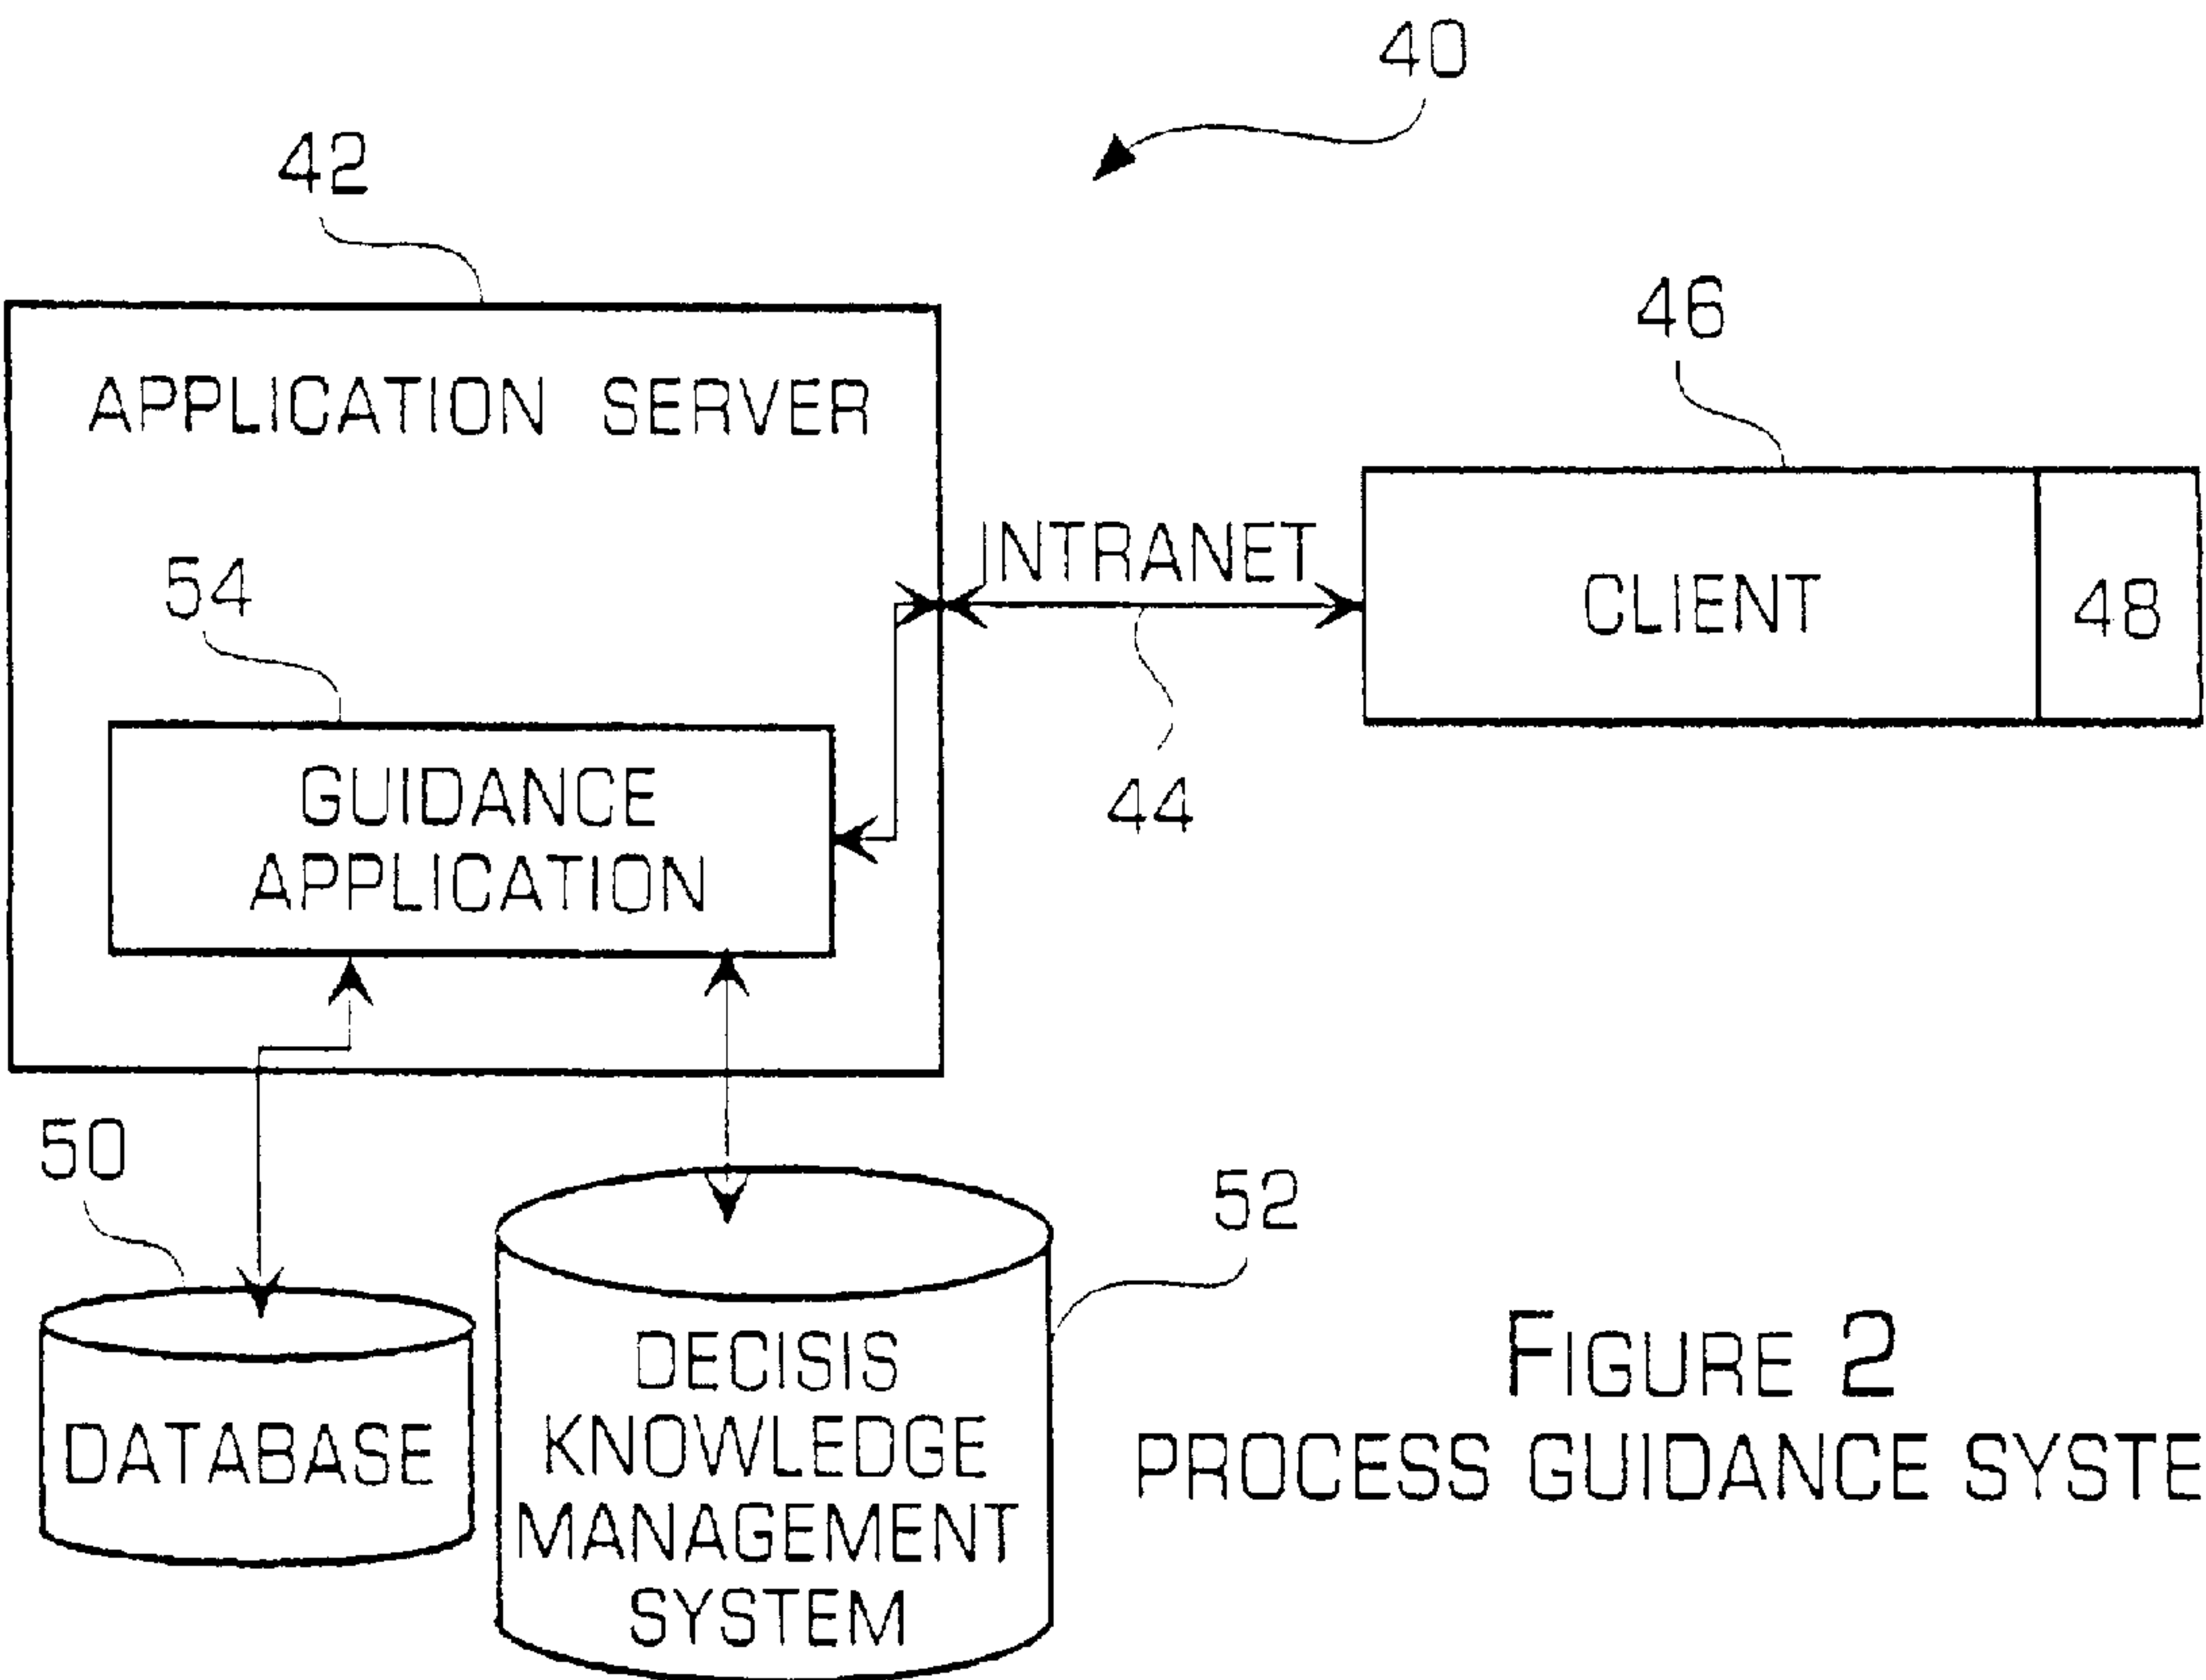 40
42
APPLICATION SERVER
46
INTRANET
CLIENT
48
54
44
GUIDANCE
APPLICATION
50
52
DATABASE
DECISIS
KNOWLEDGE
MANAGEMENT
SYSTEM
FIGURE 2
PROCESS GUIDANCE SYSTE